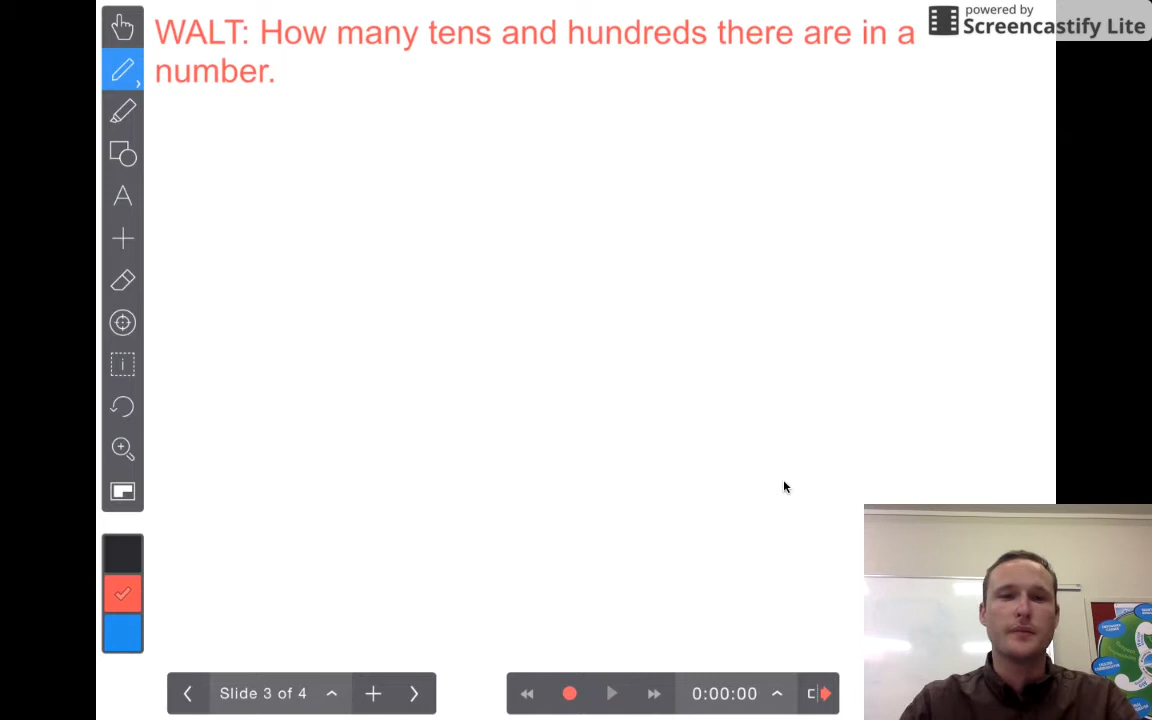 WALT: How many tens and hundreds there are in a
number.
powered by
Screencastify Lite
Slide 3 of 4
0:00:00